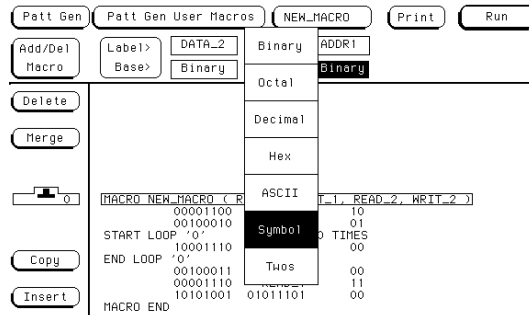 Patt Gen Patt Gen User Macros NEW_MACRO Print Run
Add/Del Macro
Label> DATA_2 ADDR1
Base> Binary Binary
Binary
Octal
Decimal
Hex
ASCII
Symbol
Twos
Delete
Merge
0
Copy
Insert
MACRO NEW_MACRO ( R T_1, READ_2, WRIT_2 )
00001100 10
00100010 01
START LOOP '0' TIMES
10001110 00
END LOOP '0'
00100011 00
00001110 11
10101001 01011101 00
MACRO END